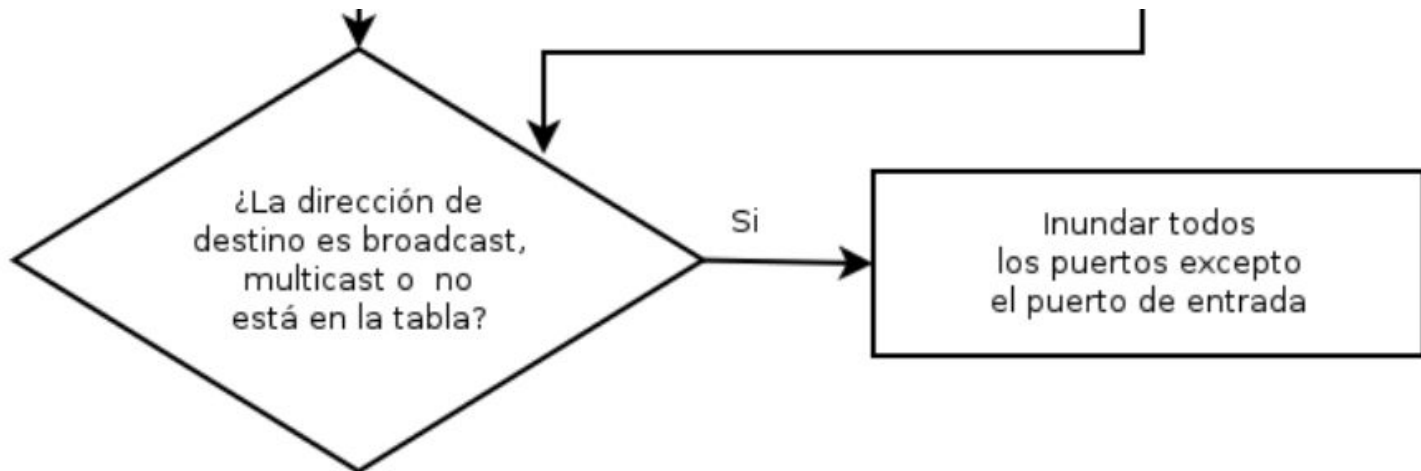 ¿La dirección de
destino es broadcast,
multicast o  no
está en la tabla?
Si
Inundar todos
los puertos excepto
el puerto de entrada